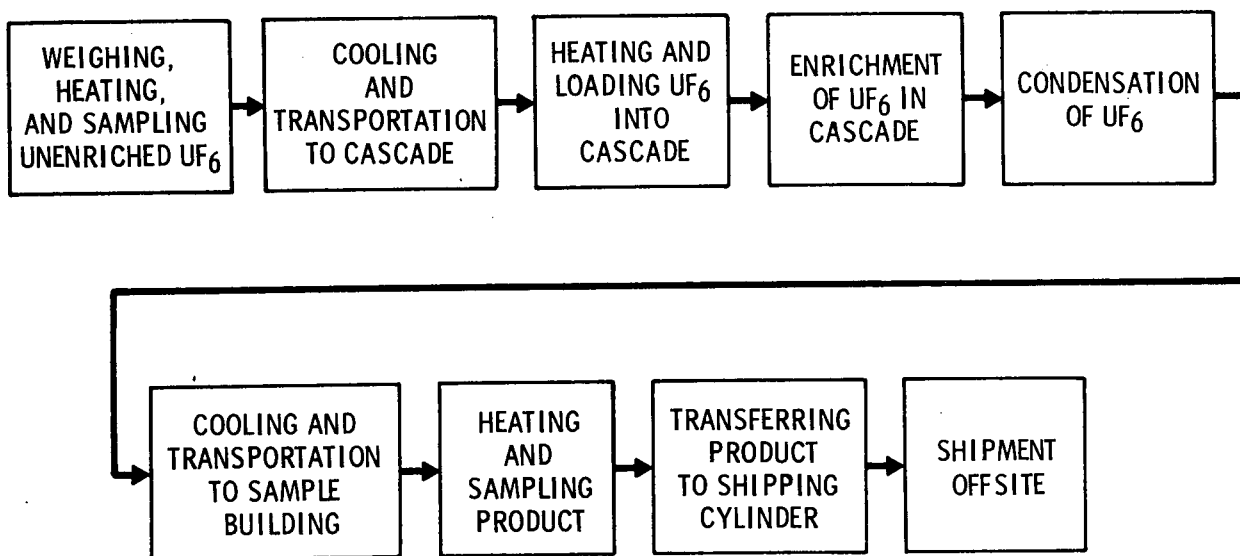 WEIGHING,
HEATING,
AND SAMPLING
UNENRICHED UF6
COOLING
AND
TRANSPORTATION
TO CASCADE
HEATING AND
LOADING UF6
INTO
CASCADE
ENRICHMENT
OF UF6 IN
CASCADE
CONDENSATION
OF UF6
COOLING AND
TRANSPORTATION
TO SAMPLE
BUILDING
HEATING
AND
SAMPLING
PRODUCT
TRANSFERRING
PRODUCT
TO SHIPPING
CYLINDER
SHIPMENT
OFFSITE